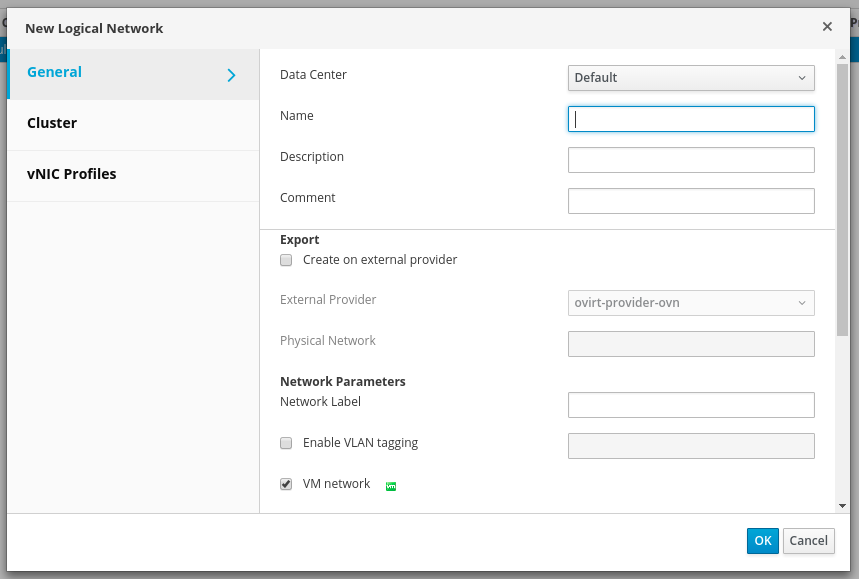 New Logical Network
General
Cluster
vNIC Profiles
Data Center
Default
Name
Description
Comment
Export
Create on external provider
External Provider
ovirt-provider-ovn
Physical Network
Network Parameters
Network Label
Enable VLAN tagging
VM network
vm
OK
Cancel